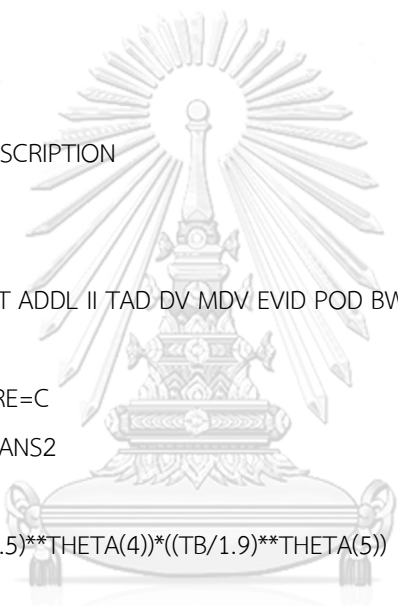 SCRIPTION
T ADDL II TAD DV MDV EVID POD BW
RE=C
ANS2
.5)**THETA(4))*((TB/1.9)**THETA(5))